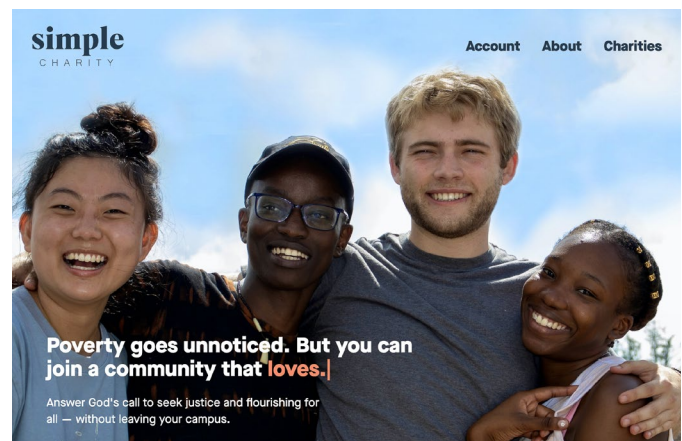 simple
CHARITY
Account About Charities
Poverty goes unnoticed. But you can
join a community that loves.
Answer God's call to seek justice and flourishing for
all — without leaving your campus.